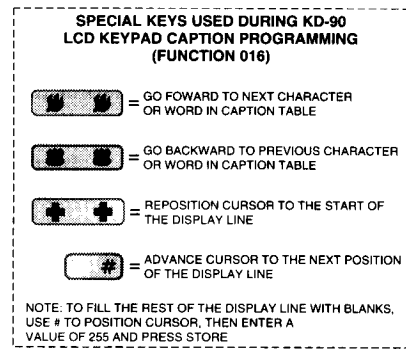 SPECIAL KEYS USED DURING KD-90
LCD KEYPAD CAPTION PROGRAMMING
(FUNCTION 016)
= GO FOWARD TO NEXT CHARACTER
OR WORD IN CAPTION TABLE
= GO BACKWARD TO PREVIOUS CHARACTER
OR WORD IN CAPTION TABLE
= REPOSITION CURSOR TO THE START OF
THE DISPLAY LINE
# = ADVANCE CURSOR TO THE NEXT POSITION
OF THE DISPLAY LINE
NOTE: TO FILL THE REST OF THE DISPLAY LINE WITH BLANKS,
USE # TO POSITION CURSOR, THEN ENTER A
VALUE OF 255 AND PRESS STORE